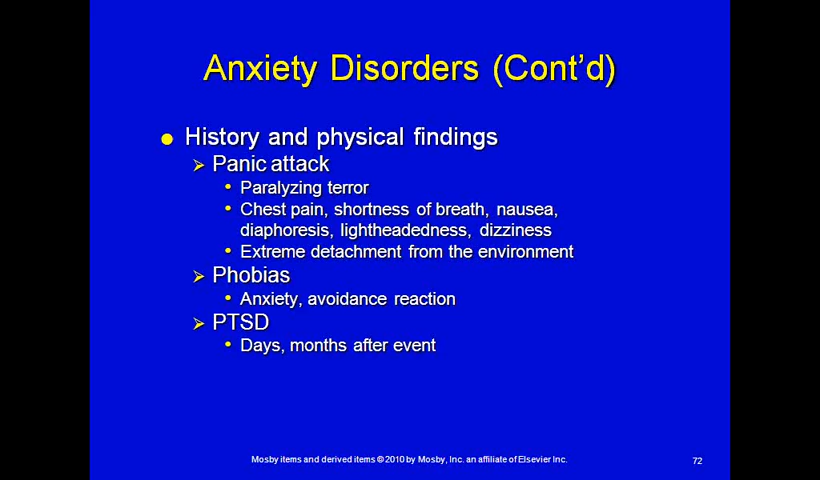 Anxiety Disorders (Cont’d)
History and physical findings
Panic attack
Paralyzing terror
Chest pain, shortness of breath, nausea,
diaphoresis, lightheadedness, dizziness
Extreme detachment from the environment
Phobias
Anxiety, avoidance reaction
PTSD
Days, months after event
Mosby items and derived items © 2010 by Mosby, Inc. an affiliate of Elsevier Inc.
72